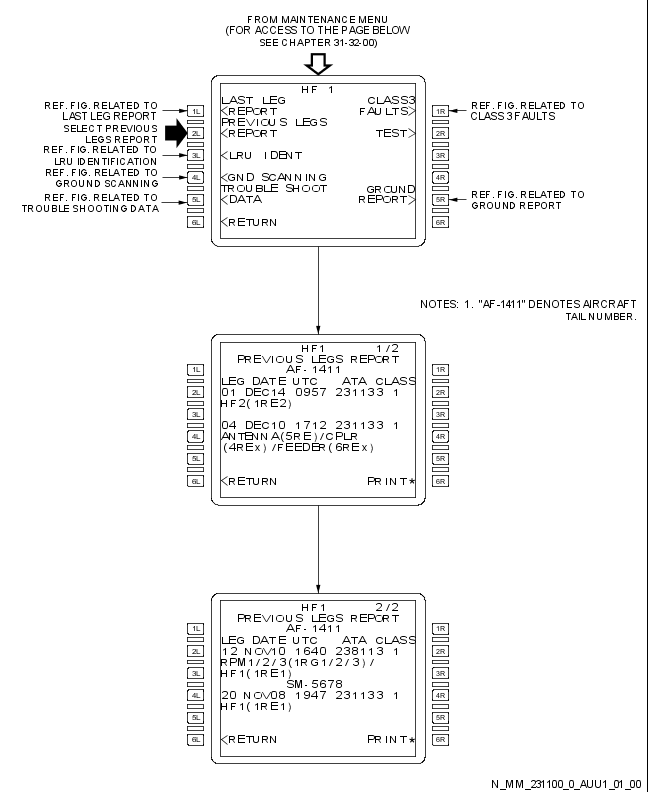 FROM MAINTENANCE MENU
(FOR ACCESS TO THE PAGE BELOW
SEE CHAPTER 31-32-00)
HF 1
LAST LEG CLASS3
REF. FIG. RELATED TO LAST LEG REPORT 1L <REPORT FAULTS> 1R REF. FIG. RELATED TO CLASS 3 FAULTS
PREVIOUS LEGS
SELECT PREVIOUS LEGS REPORT 2L <REPORT TEST> 2R
REF. FIG. RELATED TO LRU IDENTIFICATION 3L <LRU IDENT 3R
REF. FIG. RELATED TO GROUND SCANNING 4L <GND SCANNING 4R
TROUBLE SHOOT GROUND
REF. FIG. RELATED TO TROUBLE SHOOTING DATA 5L <DATA REPORT> 5R REF. FIG. RELATED TO GROUND REPORT
6L <RETURN 6R
NOTES: 1. "AF-1411" DENOTES AIRCRAFT
TAIL NUMBER.
HF1 1/2
PREVIOUS LEGS REPORT
1L AF-1411 1R
LEG DATE UTC ATA CLASS
2L 01 DEC14 0957 231133 1 2R
HF2(1RE2)
3L 3R
04 DEC10 1712 231133 1
4L ANTENNA(5RE)/CPLR 4R
(4REx)/FEEDER(6REx)
5L 5R
6L <RETURN PRINT* 6R
HF1 2/2
PREVIOUS LEGS REPORT
1L AF-1411 1R
LEG DATE UTC ATA CLASS
2L 12 NOV10 1640 238113 1 2R
RPM1/2/3(1RG1/2/3)/
3L HF1(1RE1) 3R
SM-5678
4L 20 NOV08 1947 231133 1 4R
HF1(1RE1)
5L 5R
6L <RETURN PRINT* 6R
N_MM_231100_0_AUU1_01_00